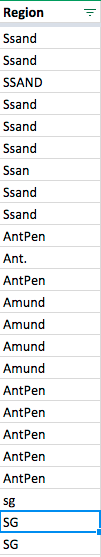 Region
Ssand
Ssand
SSAND
Ssand
Ssand
Ssand
Ssan
Ssand
Ssand
AntPen
Ant.
AntPen
Amund
Amund
Amund
Amund
AntPen
AntPen
AntPen
AntPen
AntPen
sg
SG
SG